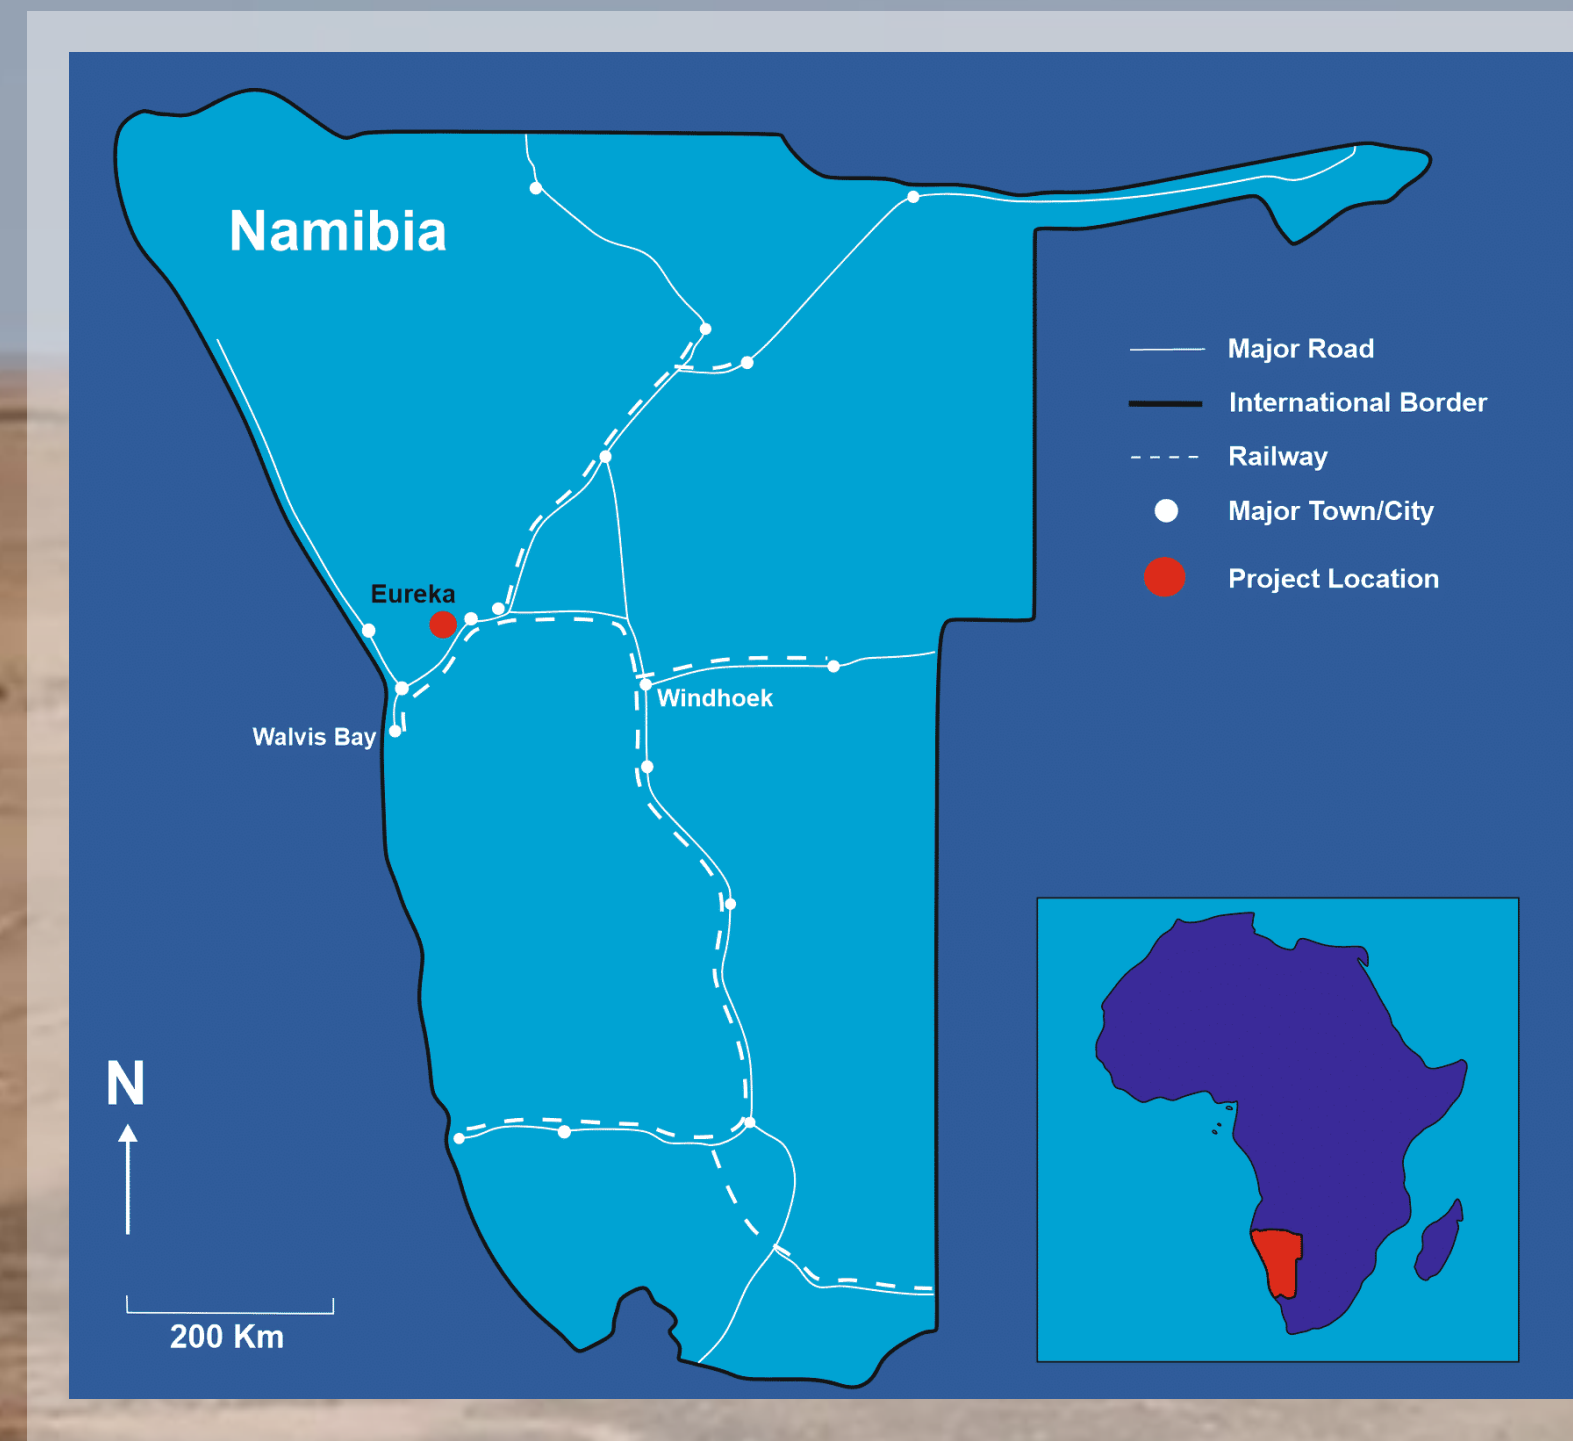 Namibia
Major Road
International Border
Railway
Major Town/City
Project Location
Eureka
Windhoek
Walvis Bay
N
200 Km